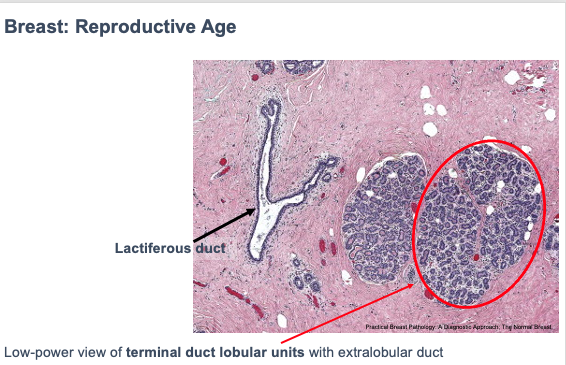 Breast: Reproductive Age
Lactiferous duct
Practical Breast Pathology: A Diagnostic Approach: The Normal Breast
Low-power view of terminal duct lobular units with extralobular duct